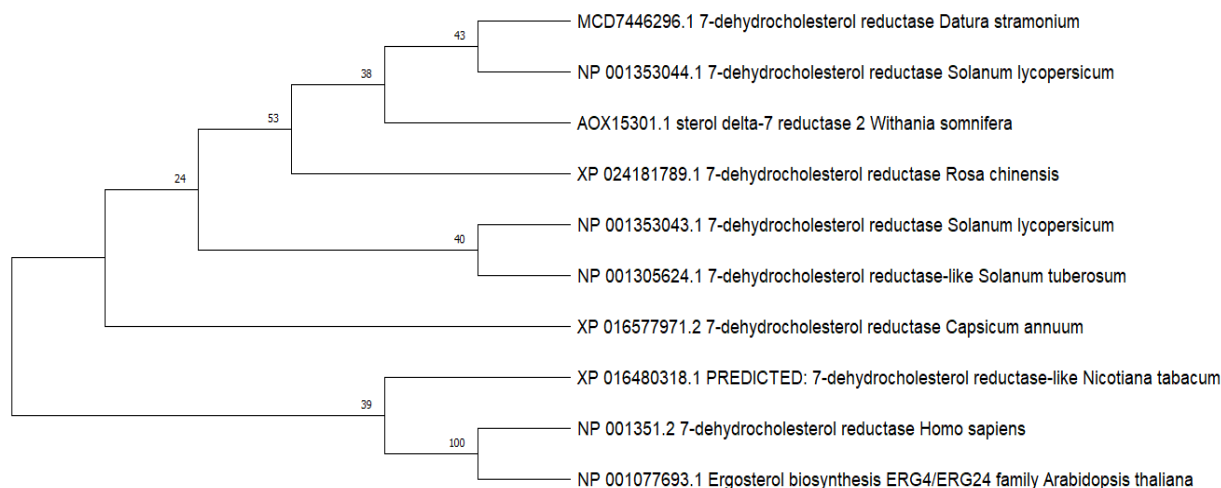 MCD7446296.1 7-dehydrocholesterol reductase Datura stramonium
43
NP 001353044.1 7-dehydrocholesterol reductase Solanum lycopersicum
38
AOX15301.1 sterol delta-7 reductase 2 Withania somnifera
53
XP 024181789.1 7-dehydrocholesterol reductase Rosa chinensis
24
NP 001353043.1 7-dehydrocholesterol reductase Solanum lycopersicum
40
NP 001305624.1 7-dehydrocholesterol reductase-like Solanum tuberosum
XP 016577971.2 7-dehydrocholesterol reductase Capsicum annuum
XP 016480318.1 PREDICTED: 7-dehydrocholesterol reductase-like Nicotiana tabacum
39
NP 001351.2 7-dehydrocholesterol reductase Homo sapiens
100
NP 001077693.1 Ergosterol biosynthesis ERG4/ERG24 family Arabidopsis thaliana